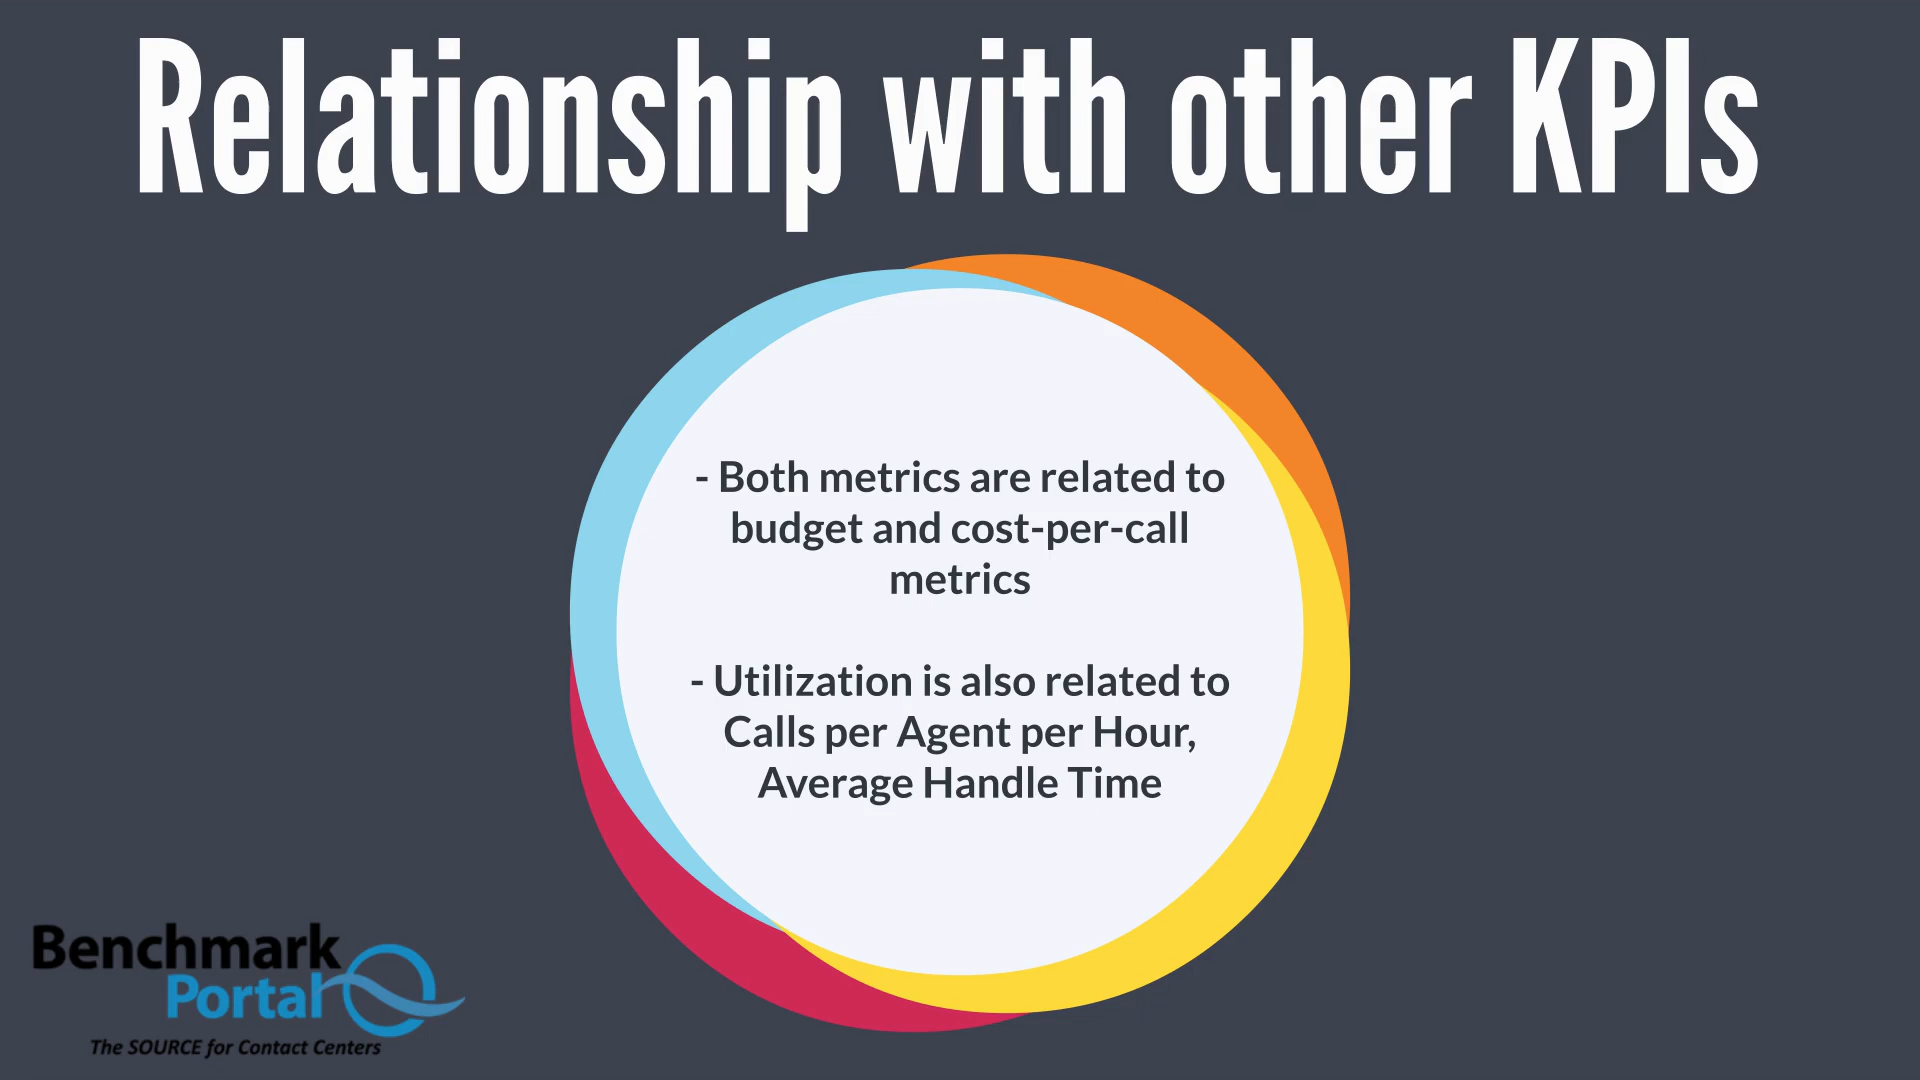 Relationship with other KPIs
- Both metrics are related to
budget and cost-per-call
metrics
- Utilization is also related to
Calls per Agent per Hour,
Average Handle Time
Benchmark
Portal
The SOURCE for Contact Centers